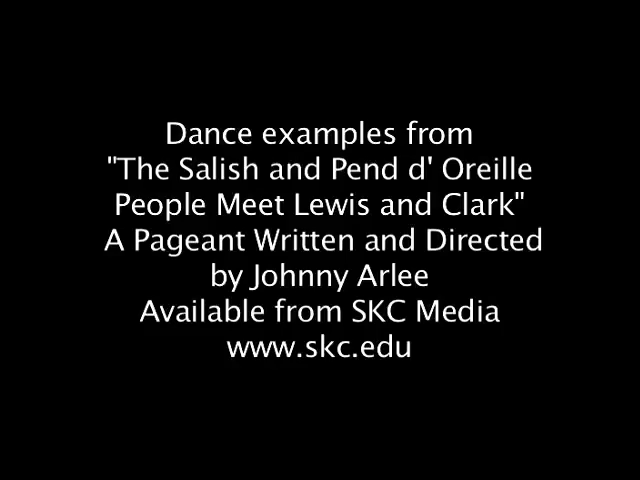 Dance examples from
"The Salish and Pend d' Oreille
People Meet Lewis and Clark"
A Pageant Written and Directed
by Johnny Arlee
Available from SKC Media
www.skc.edu